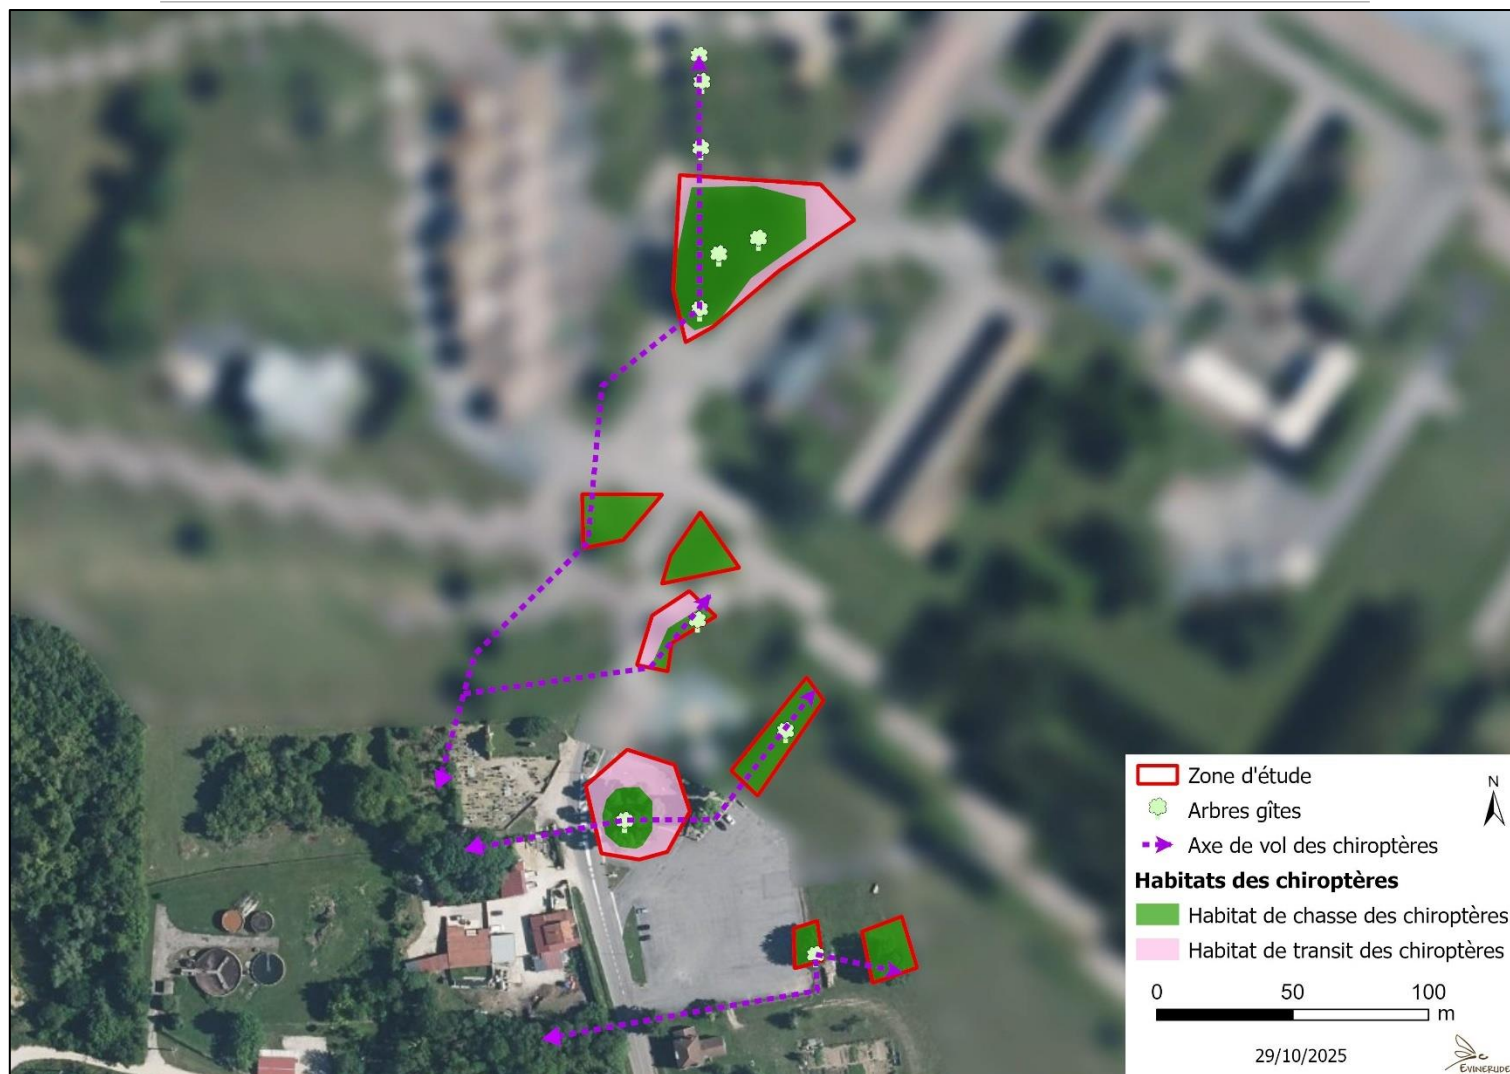 Zone d'étude
N
Arbres gîtes
Axe de vol des chiroptères
Habitats des chiroptères
Habitat de chasse des chiroptères
Habitat de transit des chiroptères
0 50 100
m
29/10/2025
EVINERUDE